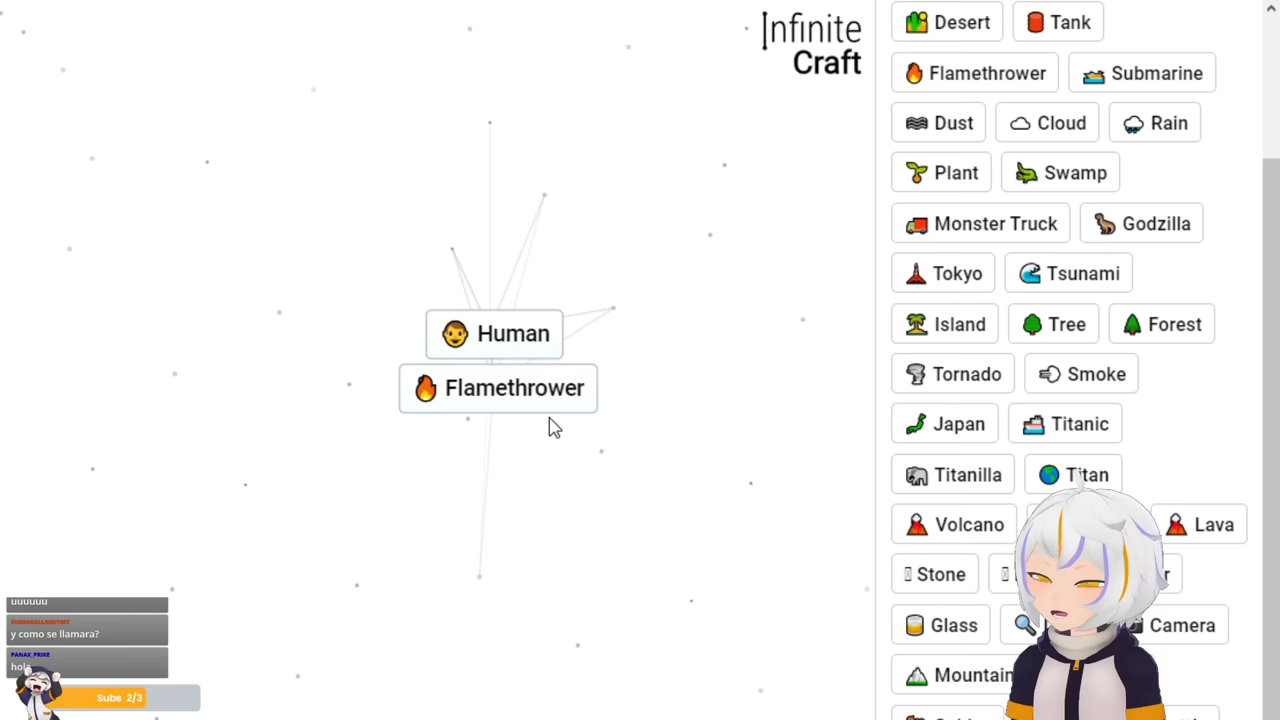 Infinite
Craft
Desert
Tank
Flamethrower
Submarine
Dust
Cloud
Rain
Plant
Swamp
Monster Truck
Godzilla
Tokyo
Tsunami
Island
Tree
Forest
Tornado
Smoke
Japan
Titanic
Titanilla
Titan
Volcano
Lava
Stone
Glass
Camera
Mountain
Human
Flamethrower
uuuuuu
y como se llamara?
PANAX_PRIKE
Subs 2/3